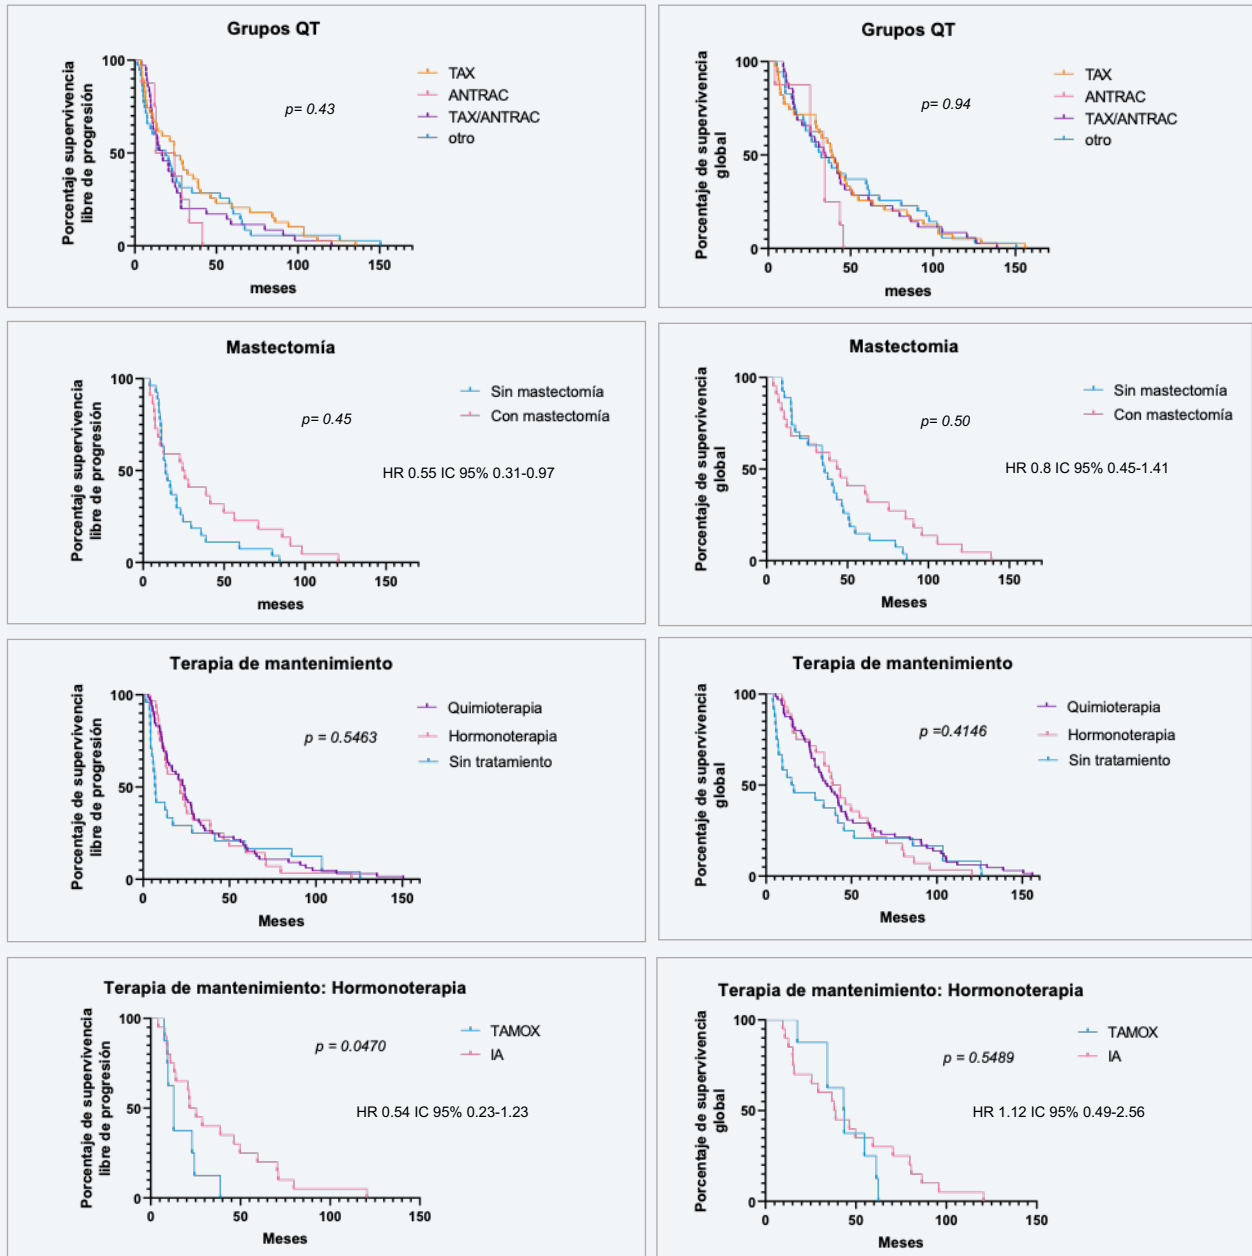 Grupos QT
Porcentaje supervivencia
libre de progresión
100
50
0
0 50 100 150
meses
p= 0.43
TAX
ANTRAC
TAX/ANTRAC
otro
Grupos QT
Porcentaje de supervivencia
global
100
50
0
0 50 100 150
meses
p= 0.94
TAX
ANTRAC
TAX/ANTRAC
otro
Mastectomía
Porcentaje de supervivencia
libre de progresión
100
50
0
0 50 100 150
meses
p= 0.45
HR 0.55 IC 95% 0.31-0.97
Sin mastectomía
Con mastectomía
Mastectomia
Porcentaje de supervivencia
global
100
50
0
0 50 100 150
Meses
p= 0.50
HR 0.8 IC 95% 0.45-1.41
Sin mastectomía
Con mastectomía
Terapia de mantenimiento
Porcentaje de supervivencia
libre de progresión
100
50
0
0 50 100 150
Meses
p = 0.5463
Quimioterapia
Hormonoterapia
Sin tratamiento
Terapia de mantenimiento
Porcentaje de supervivencia
global
100
50
0
0 50 100 150
Meses
p =0.4146
Quimioterapia
Hormonoterapia
Sin tratamiento
Terapia de mantenimiento: Hormonoterapia
Porcentaje de supervivencia
libre de progresión
100
50
0
0 50 100 150
Meses
p = 0.0470
HR 0.54 IC 95% 0.23-1.23
TAMOX
IA
Terapia de mantenimiento: Hormonoterapia
Porcentaje de supervivencia
global
100
50
0
0 50 100 150
Meses
p = 0.5489
HR 1.12 IC 95% 0.49-2.56
TAMOX
IA